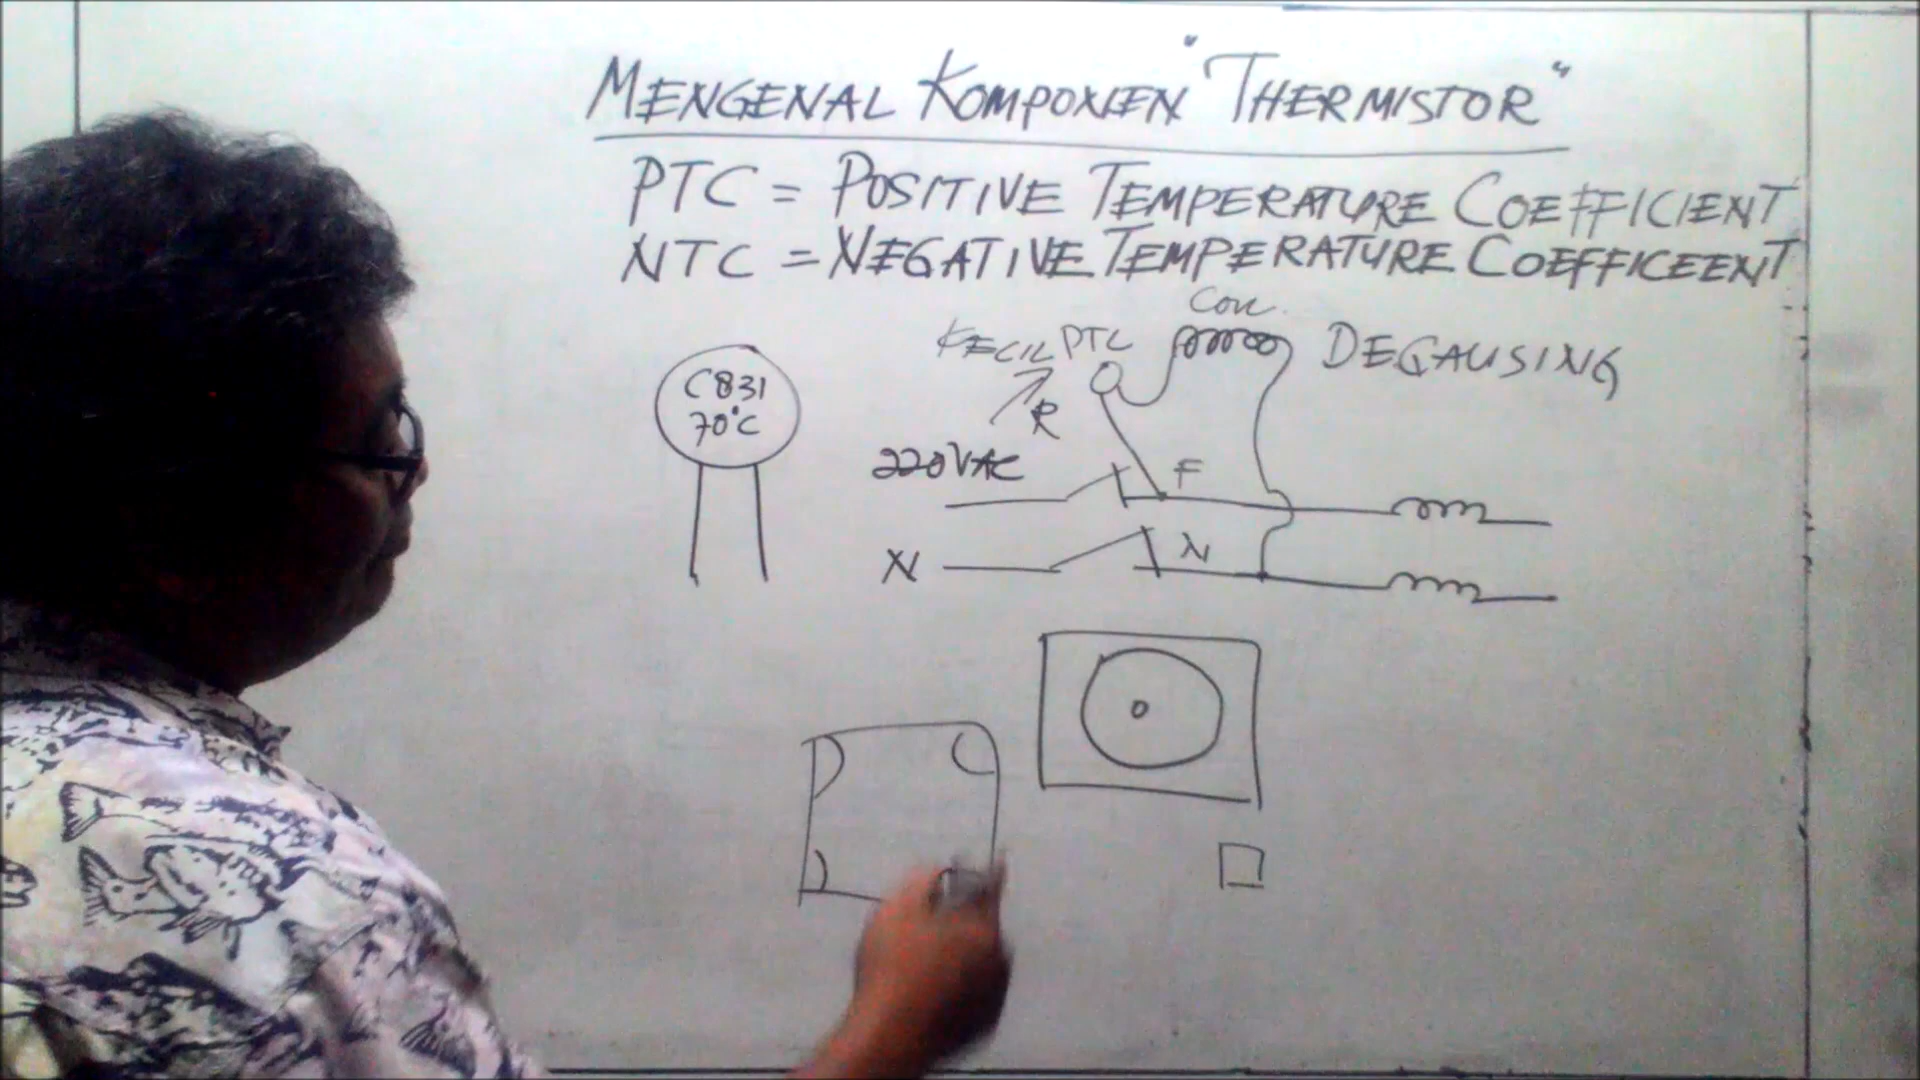 MENGENAL KOMPONEN "THERMISTOR"
PTC = POSITIVE TEMPERATURE COEFFICIENT
NTC = NEGATIVE TEMPERATURE COEFFICEENT
COIL
KECIL PTC
DEGAUSING
C831
70°C
R
220VAC
F
N
N